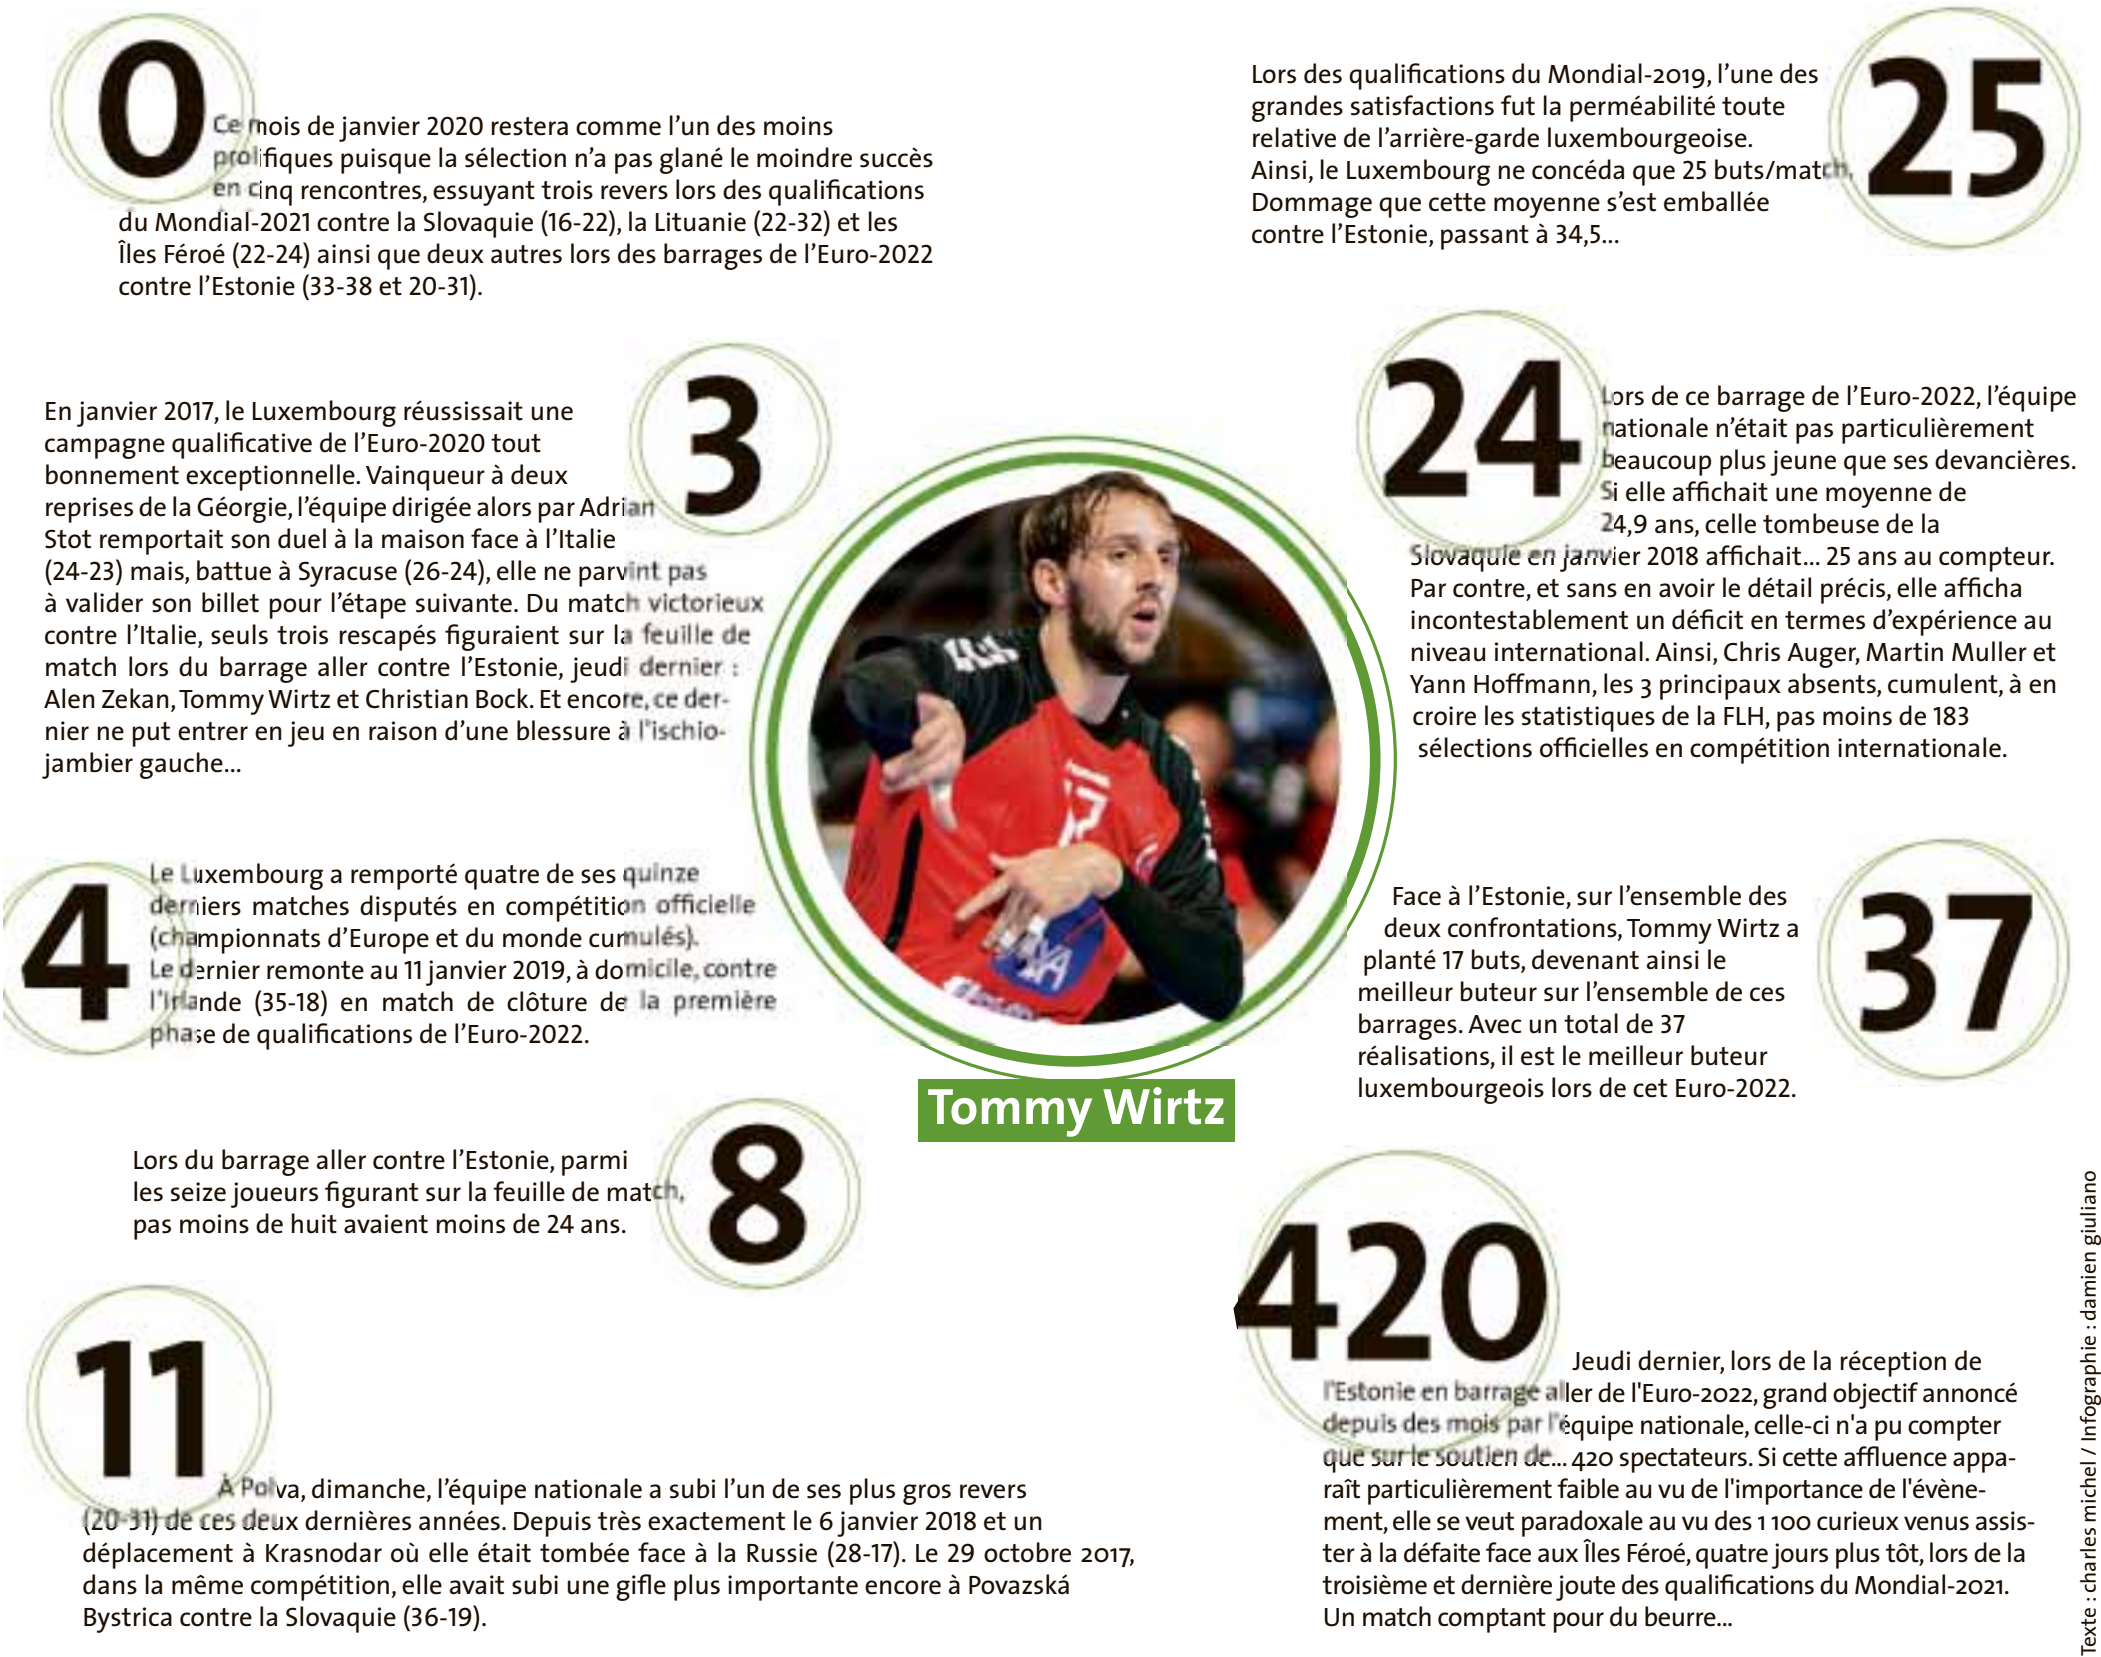 0
Ce mois de janvier 2020 restera comme l'un des moins
prolifiques puisque la sélection n'a pas glané le moindre succès
en cinq rencontres, essuyant trois revers lors des qualifications
du Mondial-2021 contre la Slovaquie (16-22), la Lituanie (22-32) et les
Îles Féroé (22-24) ainsi que deux autres lors des barrages de l'Euro-2022
contre l'Estonie (33-38 et 20-31).
3
En janvier 2017, le Luxembourg réussissait une
campagne qualificative de l'Euro-2020 tout
bonnement exceptionnelle. Vainqueur à deux
reprises de la Géorgie, l'équipe dirigée alors par Adrian
Stot remportait son duel à la maison face à l'Italie
(24-23) mais, battue à Syracuse (26-24), elle ne parvint pas
à valider son billet pour l'étape suivante. Du match victorieux
contre l'Italie, seuls trois rescapés figuraient sur la feuille de
match lors du barrage aller contre l'Estonie, jeudi dernier :
Alen Zekan, Tommy Wirtz et Christian Bock. Et encore, ce der-
nier ne put entrer en jeu en raison d'une blessure à l'ischio-
jambier gauche...
4
Le Luxembourg a remporté quatre de ses quinze
derniers matches disputés en compétition officielle
(championnats d'Europe et du monde cumulés).
Le dernier remonte au 11 janvier 2019, à domicile, contre
l'Irlande (35-18) en match de clôture de la première
phase de qualifications de l'Euro-2022.
8
Lors du barrage aller contre l'Estonie, parmi
les seize joueurs figurant sur la feuille de match,
pas moins de huit avaient moins de 24 ans.
11
À Polva, dimanche, l'équipe nationale a subi l'un de ses plus gros revers
(20-31) de ces deux dernières années. Depuis très exactement le 6 janvier 2018 et un
déplacement à Krasnodar où elle était tombée face à la Russie (28-17). Le 29 octobre 2017,
dans la même compétition, elle avait subi une gifle plus importante encore à Povazská
Bystrica contre la Slovaquie (36-19).
Tommy Wirtz
25
Lors des qualifications du Mondial-2019, l'une des
grandes satisfactions fut la perméabilité toute
relative de l'arrière-garde luxembourgeoise.
Ainsi, le Luxembourg ne concéda que 25 buts/match.
Dommage que cette moyenne s'est emballée
contre l'Estonie, passant à 34,5...
24
Lors de ce barrage de l'Euro-2022, l'équipe
nationale n'était pas particulièrement
beaucoup plus jeune que ses devancières.
Si elle affichait une moyenne de
24,9 ans, celle tombeuse de la
Slovaquie en janvier 2018 affichait... 25 ans au compteur.
Par contre, et sans en avoir le détail précis, elle afficha
incontestablement un déficit en termes d'expérience au
niveau international. Ainsi, Chris Auger, Martin Muller et
Yann Hoffmann, les 3 principaux absents, cumulent, à en
croire les statistiques de la FLH, pas moins de 183
sélections officielles en compétition internationale.
37
Face à l'Estonie, sur l'ensemble des
deux confrontations, Tommy Wirtz a
planté 17 buts, devenant ainsi le
meilleur buteur sur l'ensemble de ces
barrages. Avec un total de 37
réalisations, il est le meilleur buteur
luxembourgeois lors de cet Euro-2022.
420
Jeudi dernier, lors de la réception de
l'Estonie en barrage aller de l'Euro-2022, grand objectif annoncé
depuis des mois par l'équipe nationale, celle-ci n'a pu compter
que sur le soutien de... 420 spectateurs. Si cette affluence appa-
raît particulièrement faible au vu de l'importance de l'évène-
ment, elle se veut paradoxale au vu des 1 100 curieux venus assis-
ter à la défaite face aux Îles Féroé, quatre jours plus tôt, lors de la
troisième et dernière joute des qualifications du Mondial-2021.
Un match comptant pour du beurre...
Texte : charles michel / Infographie : damien giuliano